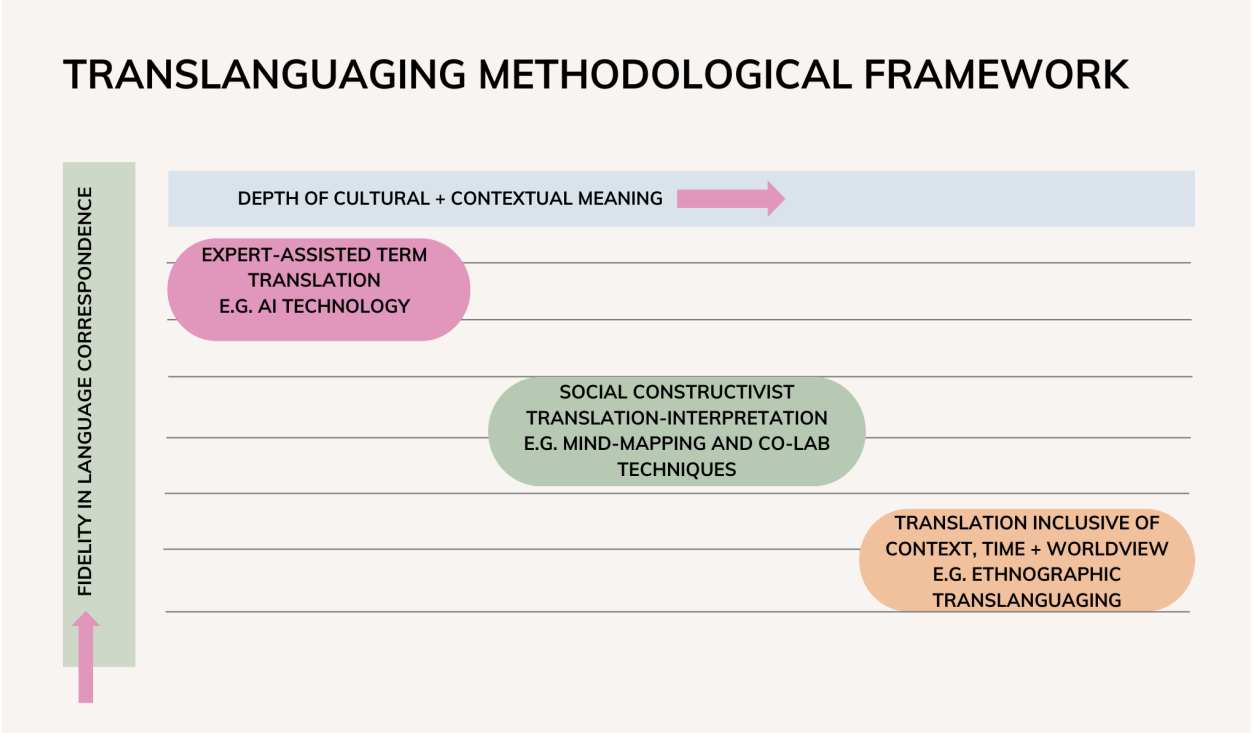 TRANSLANGUAGING METHODOLOGICAL FRAMEWORK
FIDELITY IN LANGUAGE CORRESPONDENCE
DEPTH OF CULTURAL + CONTEXTUAL MEANING
EXPERT-ASSISTED TERM
TRANSLATION
E.G. AI TECHNOLOGY
SOCIAL CONSTRUCTIVIST
TRANSLATION-INTERPRETATION
E.G. MIND-MAPPING AND CO-LAB
TECHNIQUES
TRANSLATION INCLUSIVE OF
CONTEXT, TIME + WORLDVIEW
E.G. ETHNOGRAPHIC
TRANSLANGUAGING